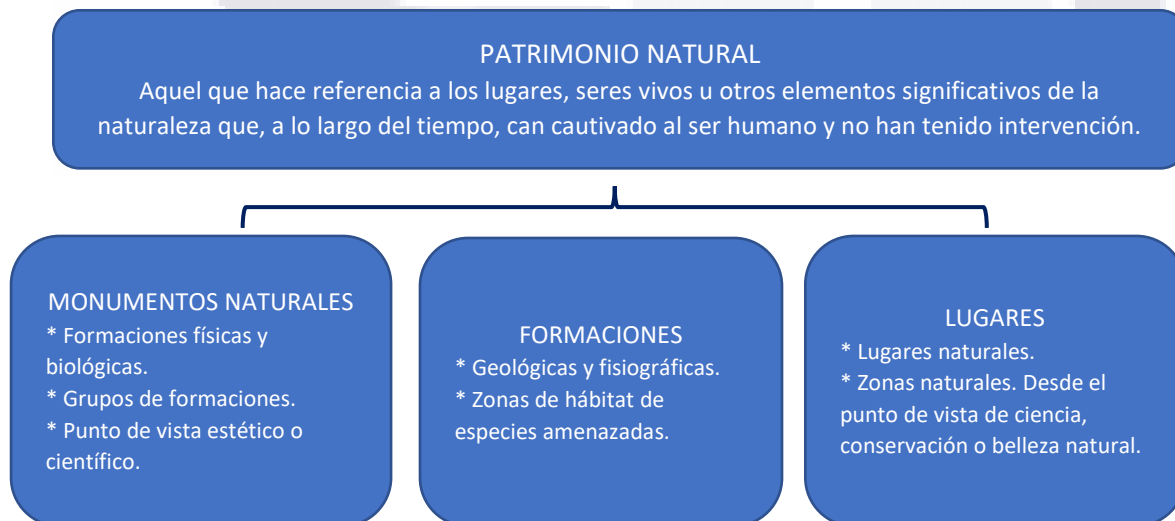 PATRIMONIO NATURAL
Aquel que hace referencia a los lugares, seres vivos u otros elementos significativos de la
naturaleza que, a lo largo del tiempo, can cautivado al ser humano y no han tenido intervención.
MONUMENTOS NATURALES
* Formaciones físicas y
biológicas.
* Grupos de formaciones.
* Punto de vista estético o
científico.
FORMACIONES
* Geológicas y fisiográficas.
* Zonas de hábitat de
especies amenazadas.
LUGARES
* Lugares naturales.
* Zonas naturales. Desde el
punto de vista de ciencia,
conservación o belleza natural.